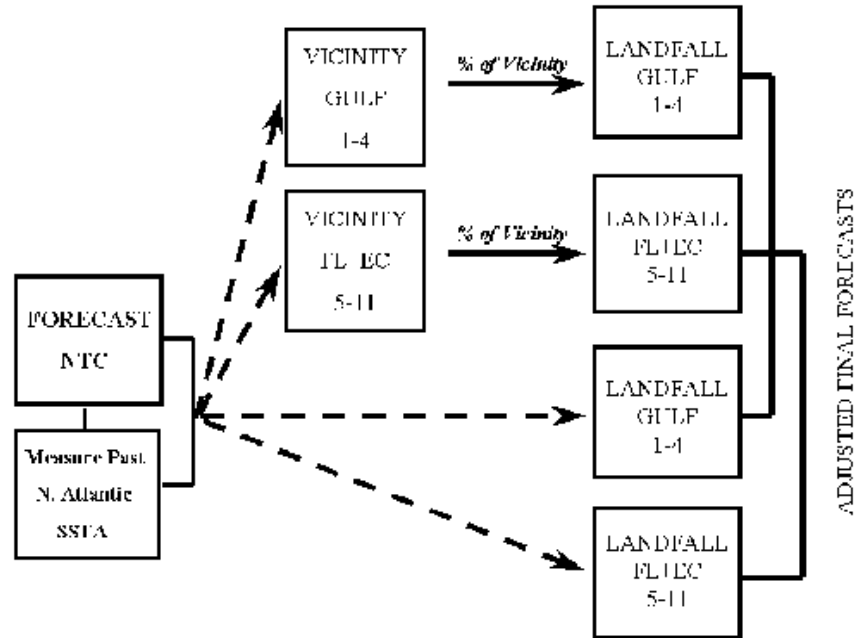 VICINITY
GULF
1-4
% of Vicinity
LANDFALL
GULF
1-4
VICINITY
FL+EC
5-11
% of Vicinity
LANDFALL
FL+EC
5-11
FORECAST
NTC
Measure Past
N. Atlantic
SSTA
LANDFALL
GULF
1-4
LANDFALL
FL+EC
5-11
ADJUSTED FINAL FORECASTS